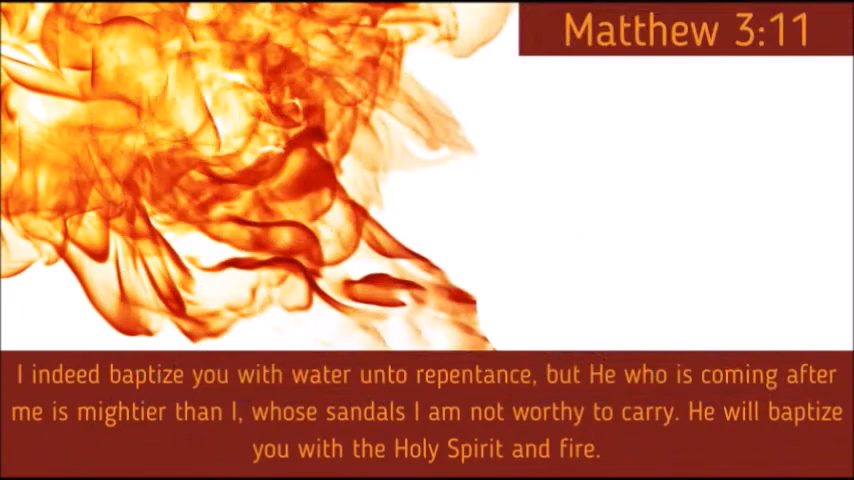 Matthew 3:11
I indeed baptize you with water unto repentance, but He who is coming after
me is mightier than I, whose sandals I am not worthy to carry. He will baptize
you with the Holy Spirit and fire.